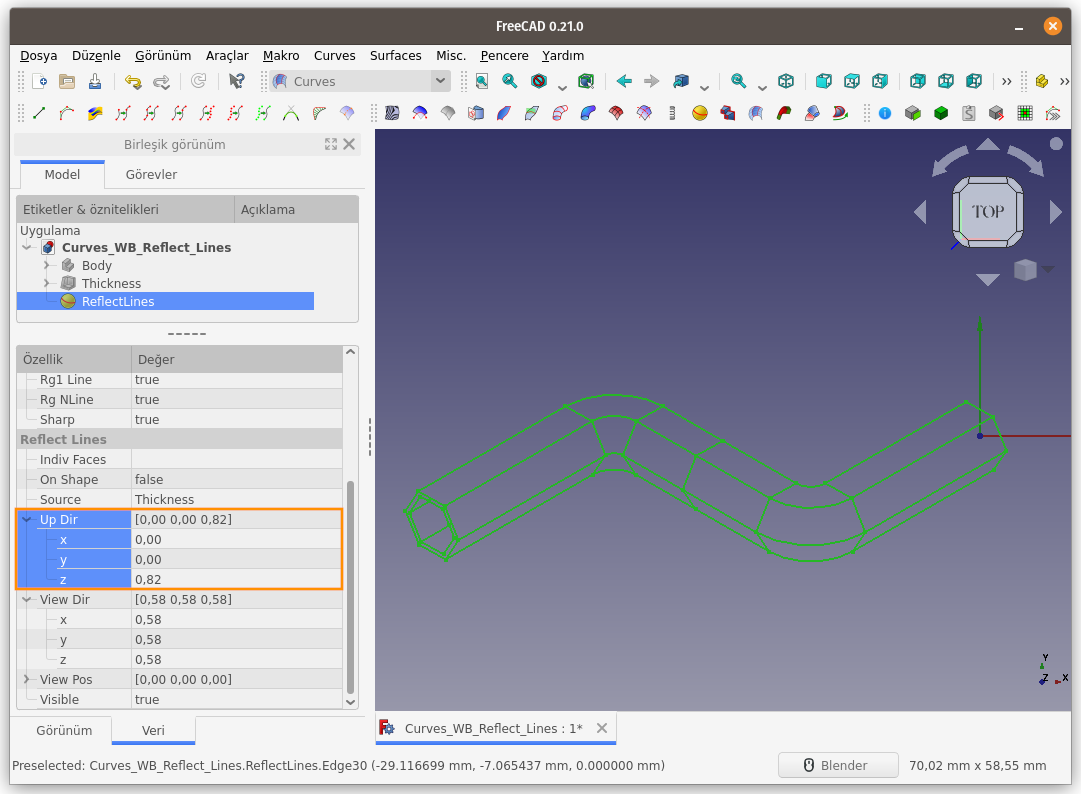 FreeCAD 0.21.0
Dosya Düzenle Görünüm Araçlar Makro Curves Surfaces Misc. Pencere Yardım
Curves
Birleşik görünüm
Model Görevler
Etiketler & öznitelikleri Açıklama
Uygulama
Curves_WB_Reflect_Lines
Body
Thickness
ReflectLines
Özellik Değer
Rg1 Line true
Rg NLine true
Sharp true
Reflect Lines
Indiv Faces
On Shape false
Source Thickness
Up Dir [0,00 0,00 0,82]
x 0,00
y 0,00
z 0,82
View Dir [0,58 0,58 0,58]
x 0,58
y 0,58
z 0,58
View Pos [0,00 0,00 0,00]
Visible true
Görünüm Veri
TOP
Y
Z X
Curves_WB_Reflect_Lines : 1*
Preselected: Curves_WB_Reflect_Lines.ReflectLines.Edge30 (-29.116699 mm, -7.065437 mm, 0.000000 mm)
Blender
70,02 mm x 58,55 mm